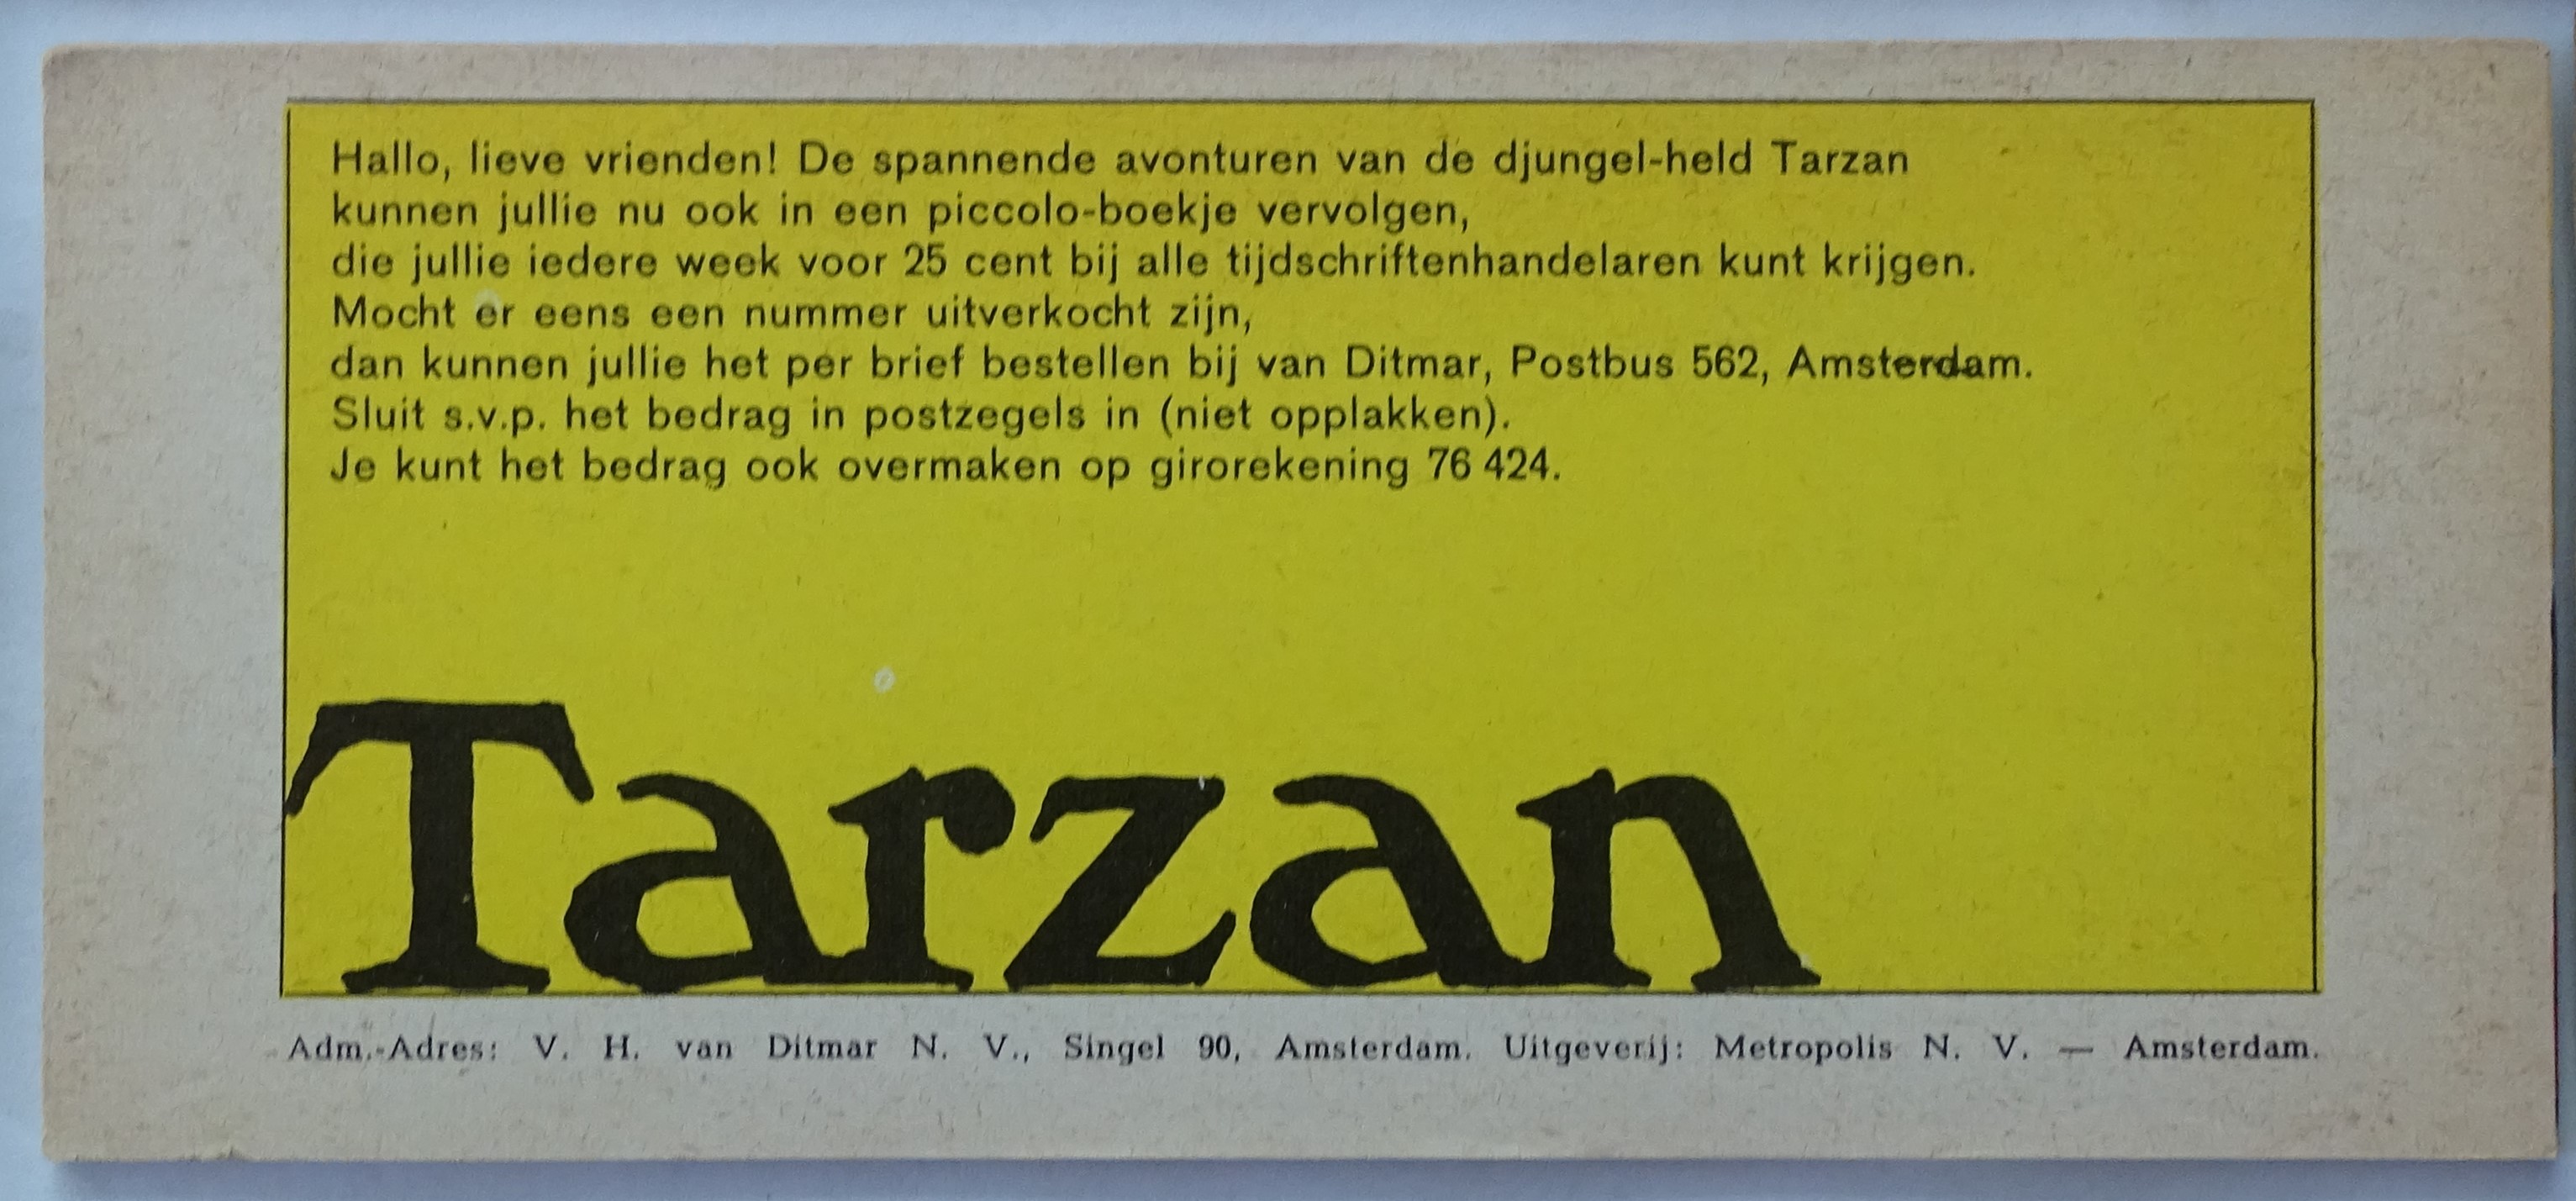 Hallo, lieve vrienden! De spannende avonturen van de djungel-held Tarzan
kunnen jullie nu ook in een piccolo-boekje vervolgen,
die jullie iedere week voor 25 cent bij alle tijdschriftenhandelaren kunt krijgen.
Mocht er eens een nummer uitverkocht zijn,
dan kunnen jullie het per brief bestellen bij van Ditmar, Postbus 562, Amsterdam.
Sluit s.v.p. het bedrag in postzegels in (niet opplakken).
Je kunt het bedrag ook overmaken op girorekening 76 424.
Tarzan
Adm.-Adres: V. H. van Ditmar N. V., Singel 90, Amsterdam. Uitgeverij: Metropolis N. V. — Amsterdam.